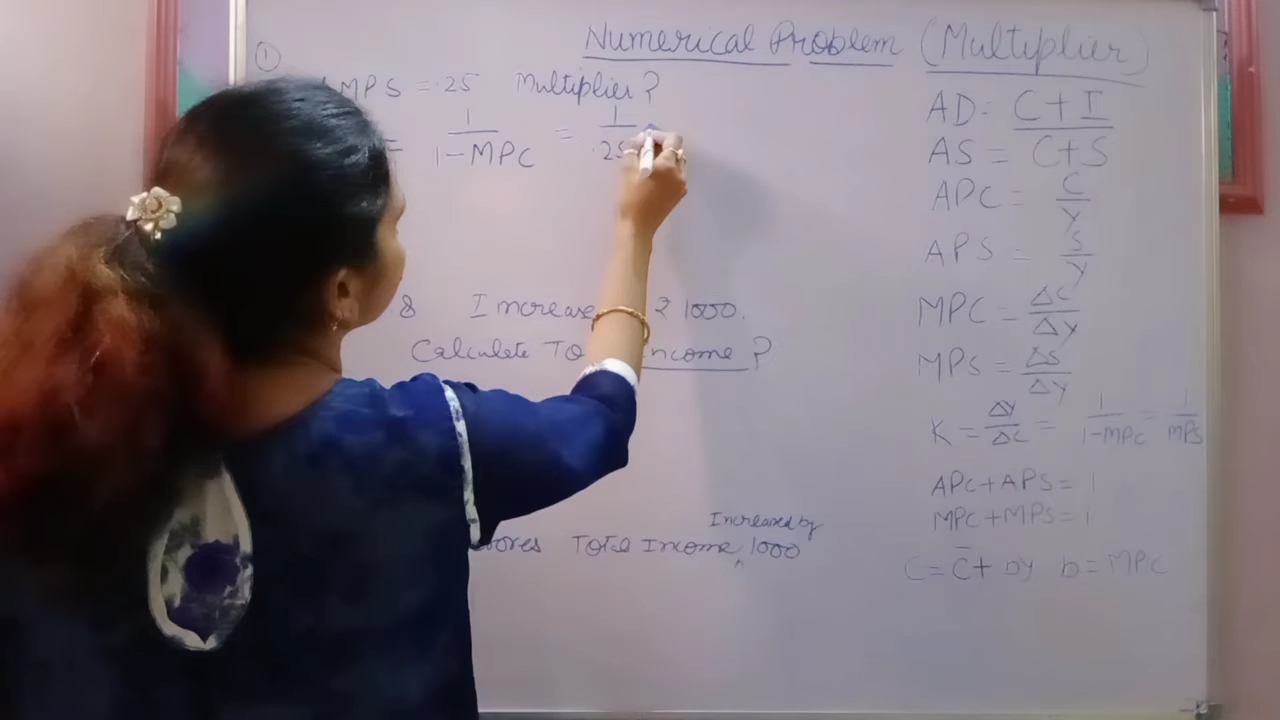 Numerical Problem (Multiplier)
①
MPS = .25 Multiplier?
= 1/1-MPC = 1/.25
8 Increase ₹ 1000.
Calculate To Income?
Increased by
ores Total Income, 1000
AD = C+I
AS = C+S
APC = C/Y
APS = S/Y
MPC = ΔC/ΔY
MPS = ΔS/ΔY
K = ΔY/ΔC = 1/1-MPC = 1/MPS
APC+APS = 1
MPC+MPS = 1
C = C̄ + by b = MPC